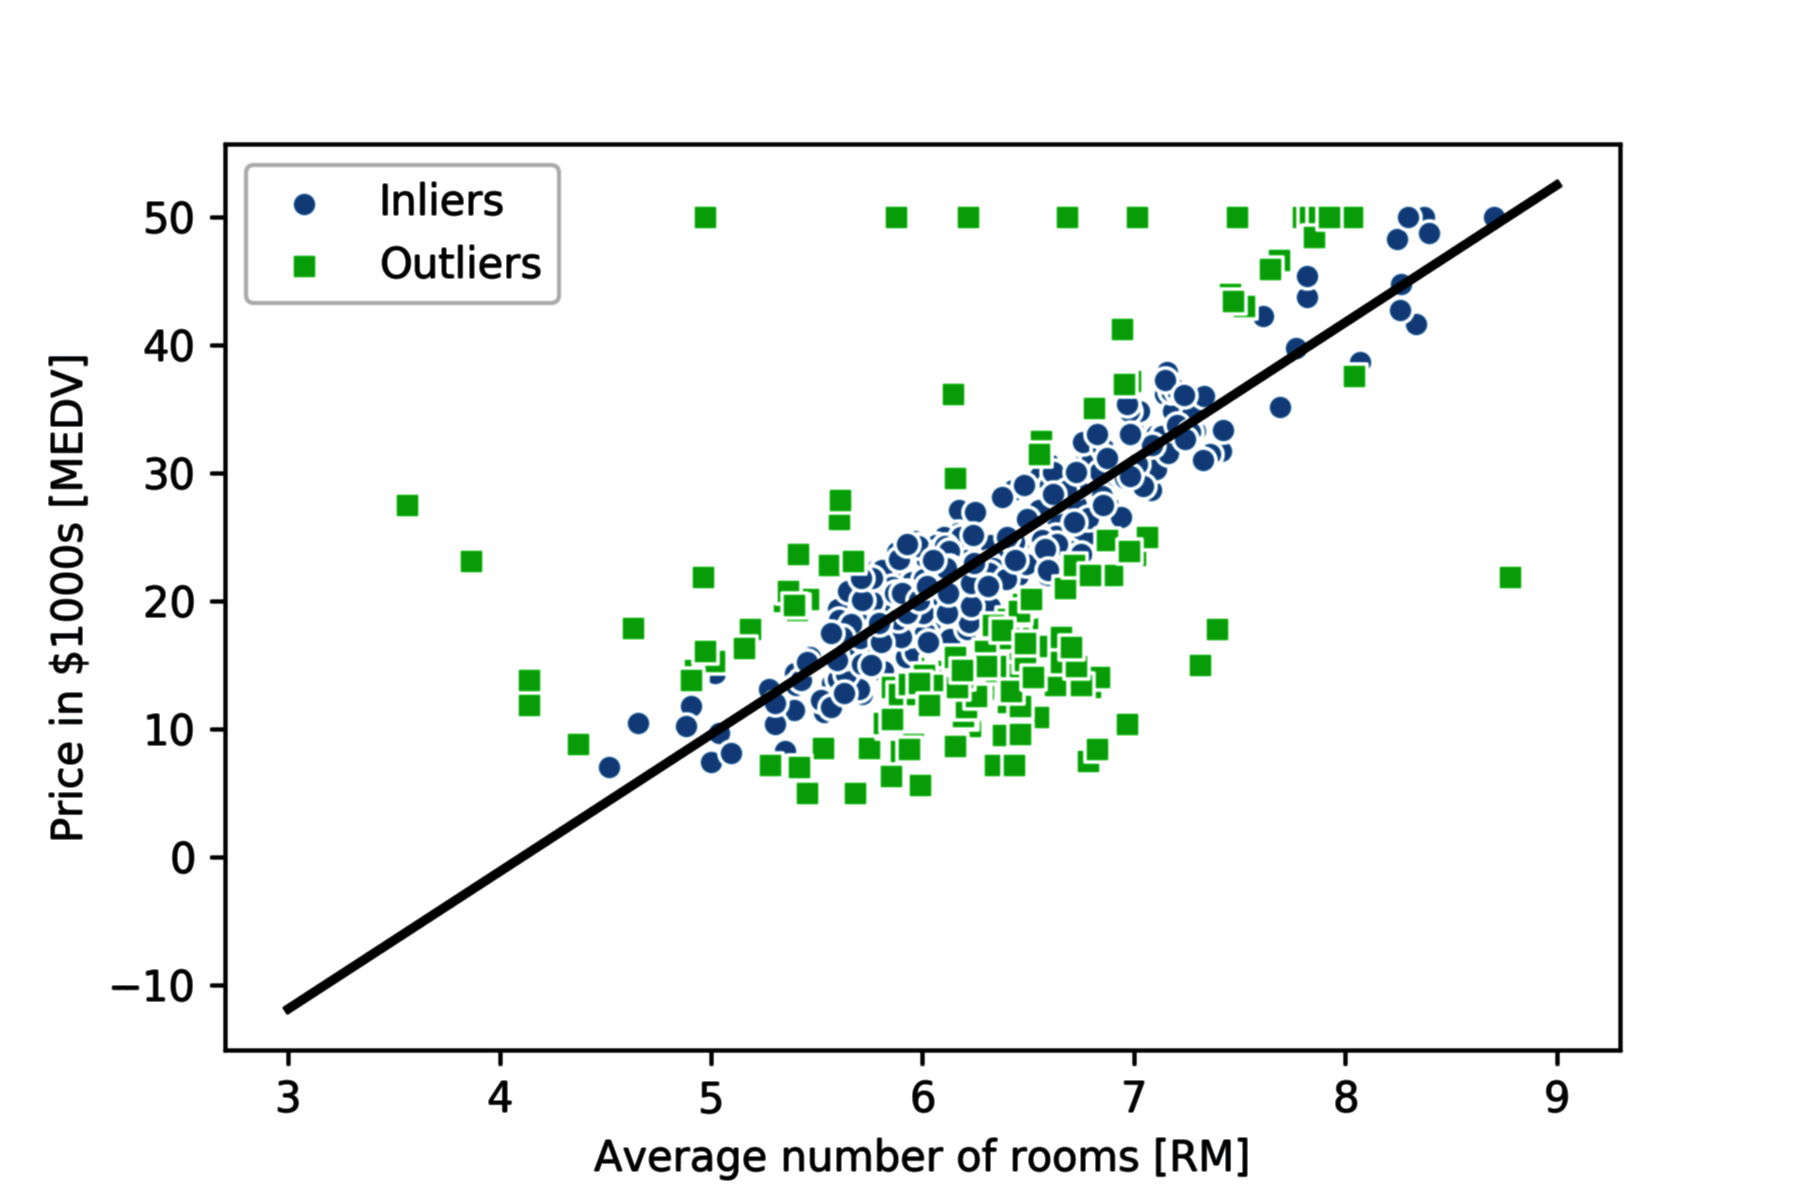 Inliers
Outliers
50
40
30
20
10
0
−10
3 4 5 6 7 8 9
Price in $1000s [MEDV]
Average number of rooms [RM]